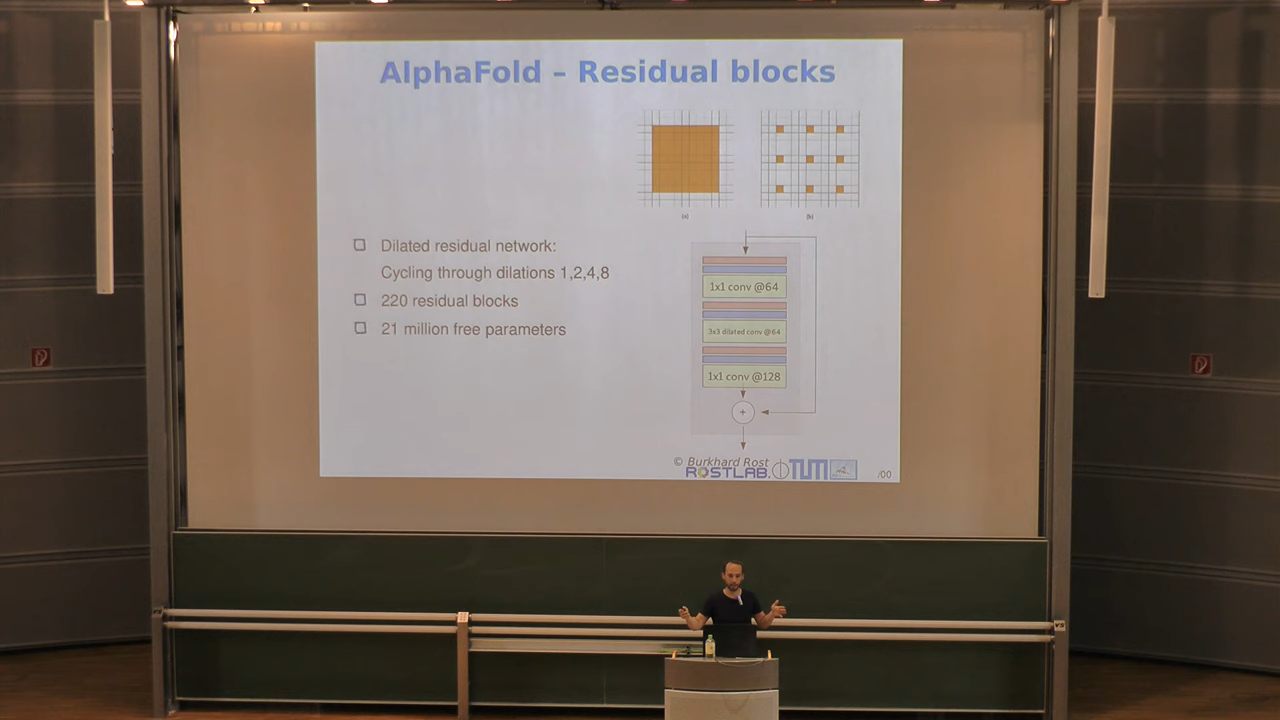 AlphaFold – Residual blocks
(a)
(b)
Dilated residual network:
Cycling through dilations 1,2,4,8
220 residual blocks
21 million free parameters
1x1 conv @64
3x3 dilated conv @64
1x1 conv @128
+
© Burkhard Rost
ROSTLAB.
TUM
/00